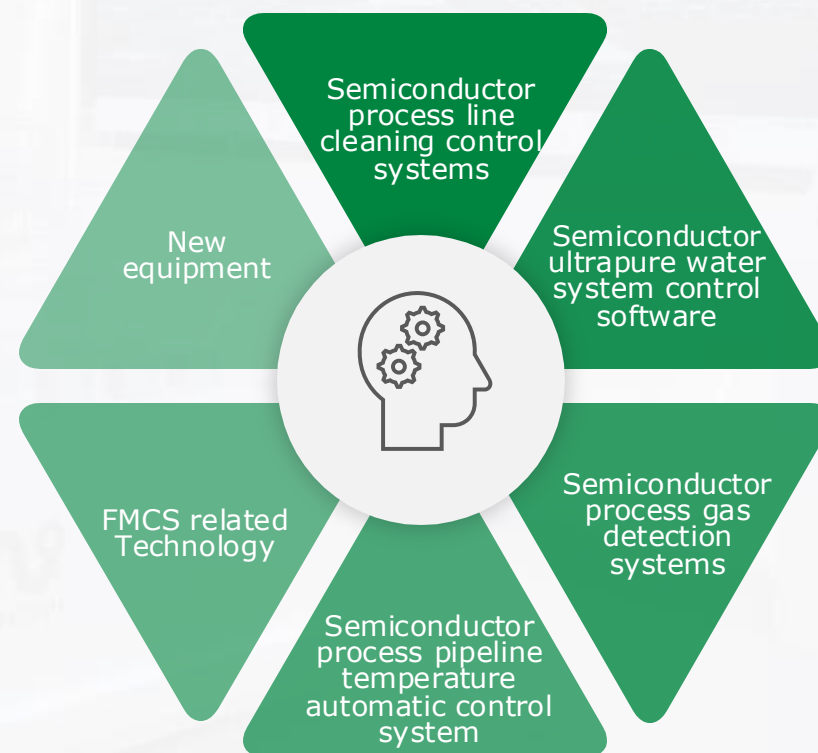 Semiconductor
process line
cleaning control
systems
Semiconductor
ultrapure water
system control
software
Semiconductor
process gas
detection
systems
Semiconductor
process pipeline
temperature
automatic control
system
FMCS related
Technology
New
equipment